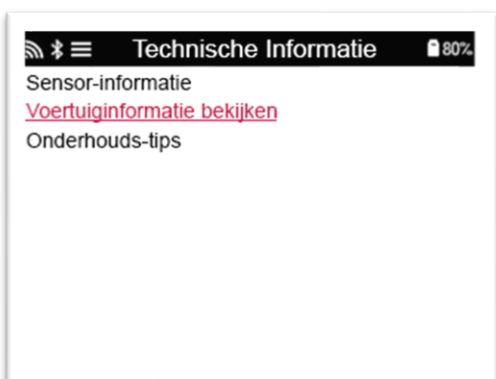 Technische Informatie 80%
Sensor-informatie
Voertuiginformatie bekijken
Onderhouds-tips